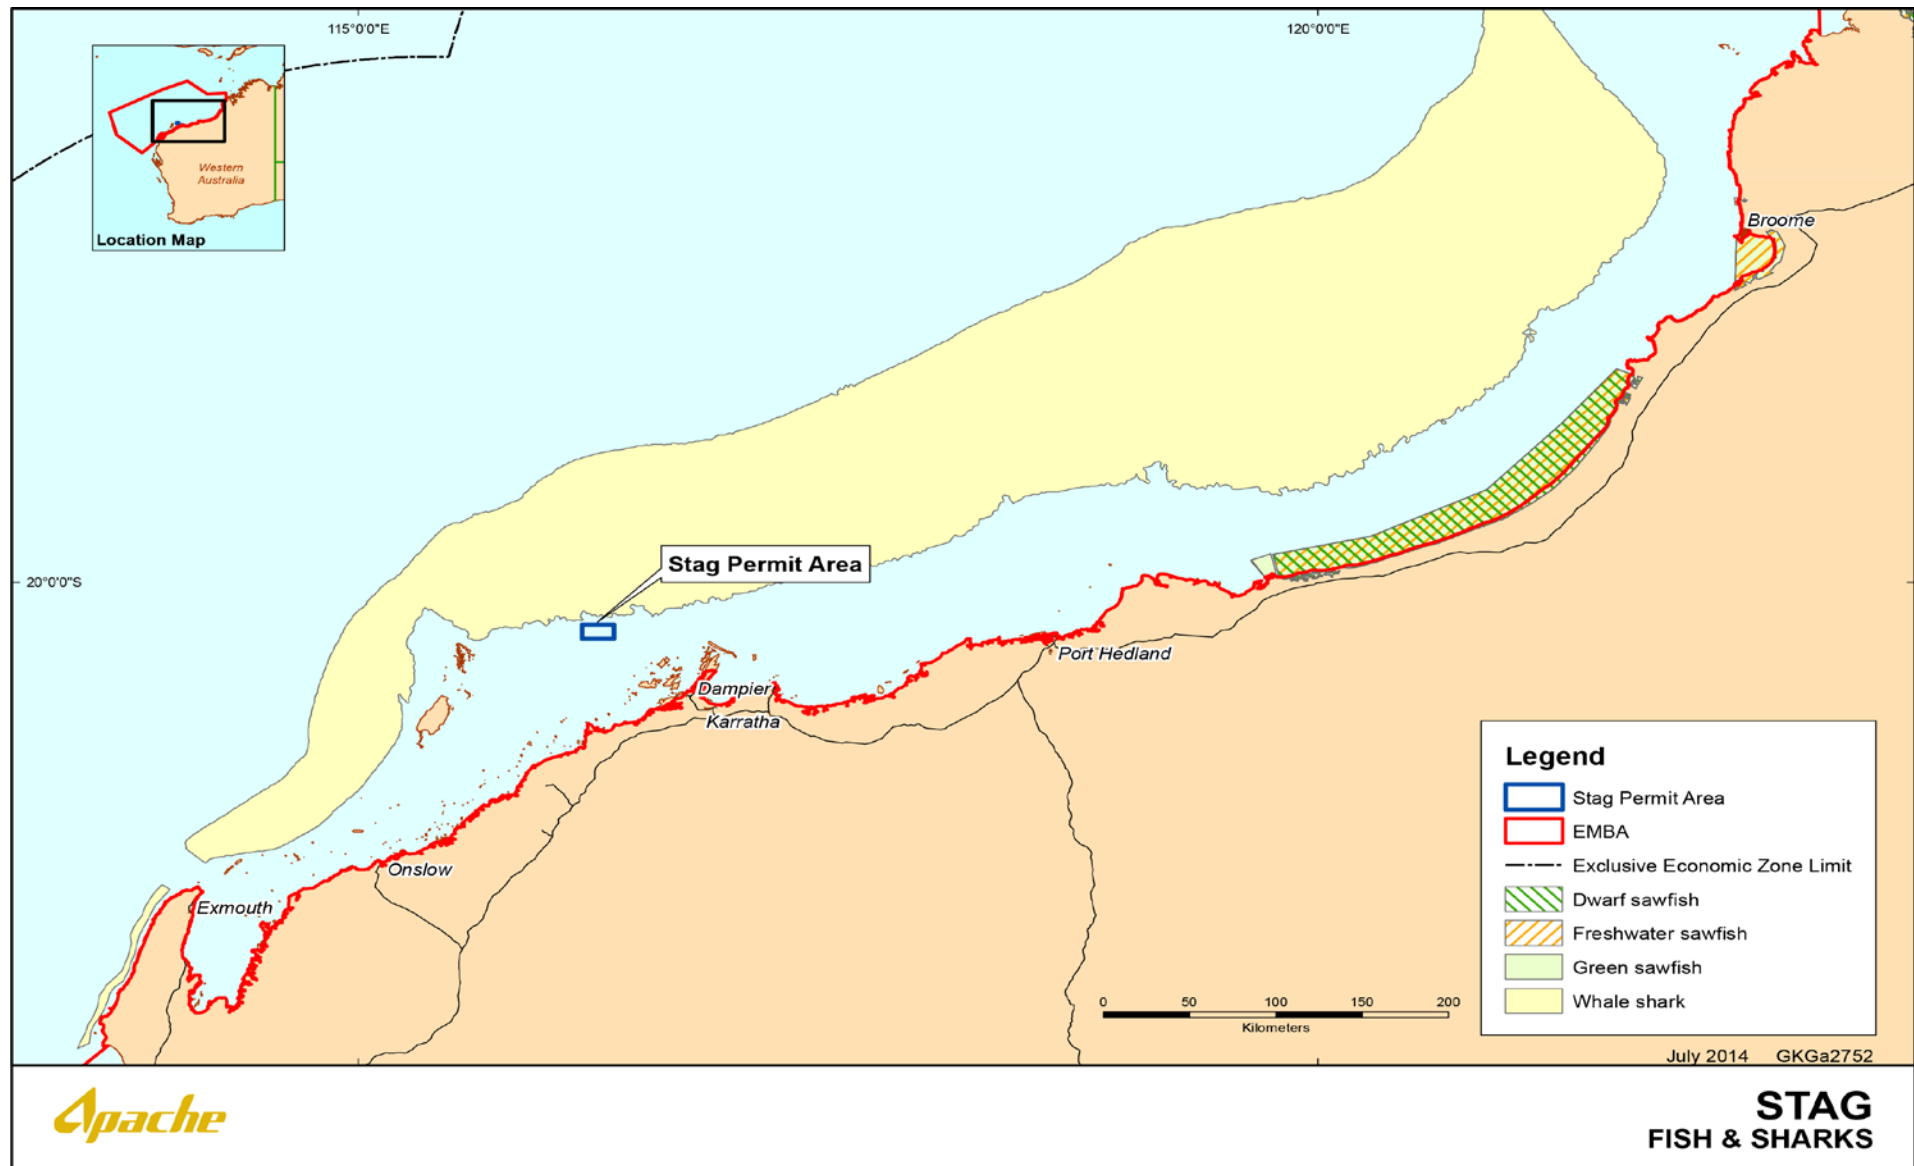 115°0'0"E
120°0'0"E
Western
Australia
Location Map
Broome
Stag Permit Area
20°0'0"S
Port Hedland
Dampier
Karratha
Onslow
Exmouth
0 50 100 150 200
Kilometers
Legend
Stag Permit Area
EMBA
Exclusive Economic Zone Limit
Dwarf sawfish
Freshwater sawfish
Green sawfish
Whale shark
July 2014 GKGa2752
Apache
STAG
FISH & SHARKS